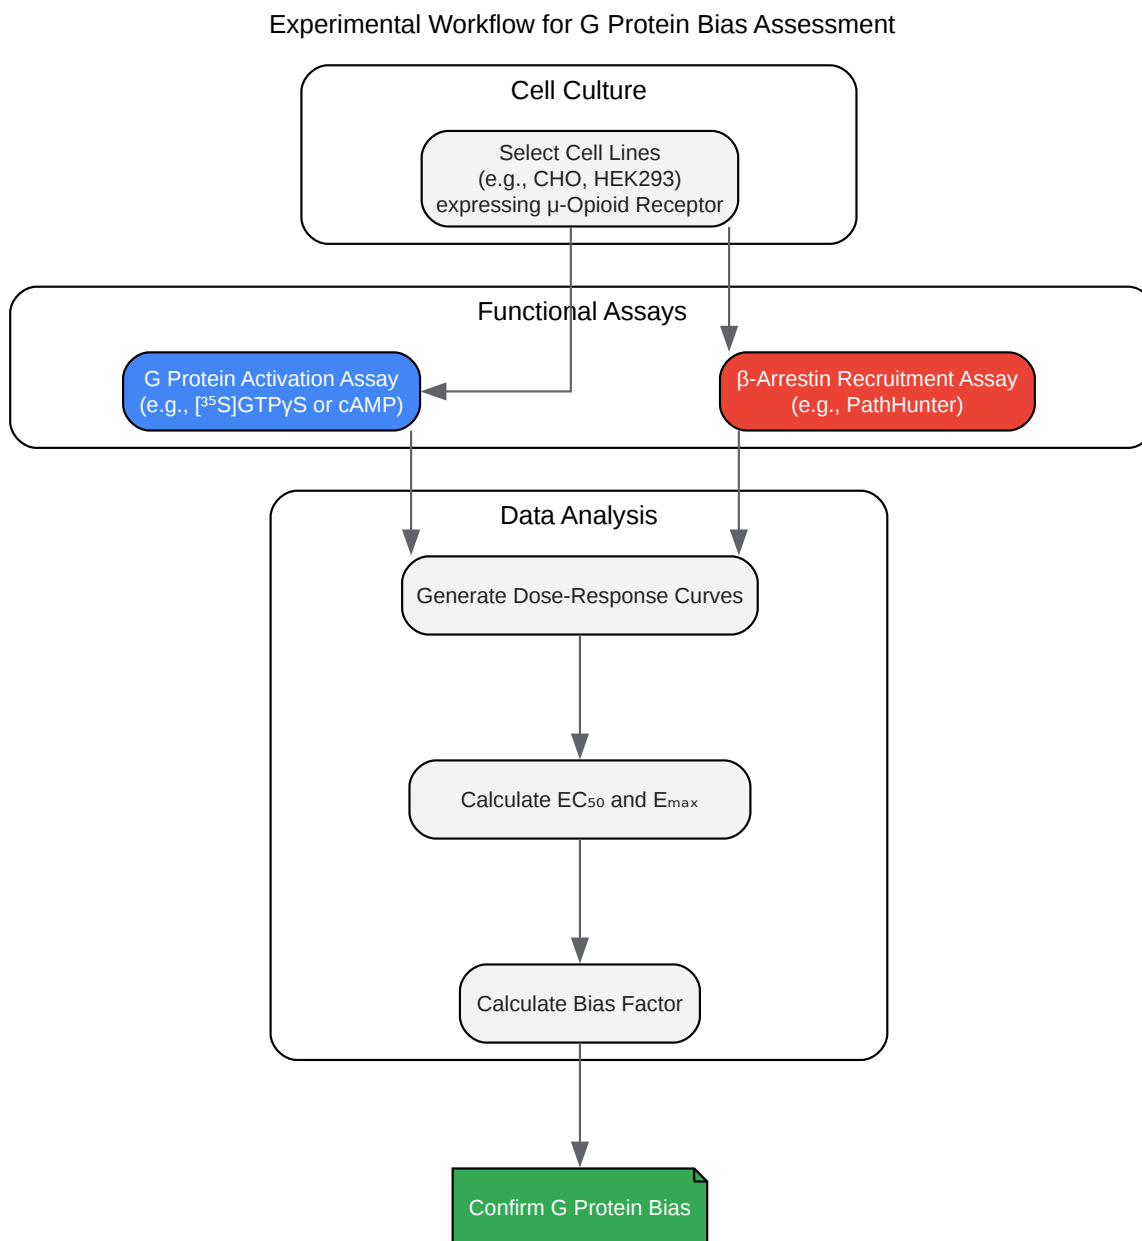 Experimental Workflow for G Protein Bias Assessment
Cell Culture
Select Cell Lines
(e.g., CHO, HEK293)
expressing μ-Opioid Receptor
Functional Assays
G Protein Activation Assay
(e.g., [³⁵S]GTPγS or cAMP)
β-Arrestin Recruitment Assay
(e.g., PathHunter)
Data Analysis
Generate Dose-Response Curves
Calculate EC₅₀ and Eₘₐₓ
Calculate Bias Factor
Confirm G Protein Bias